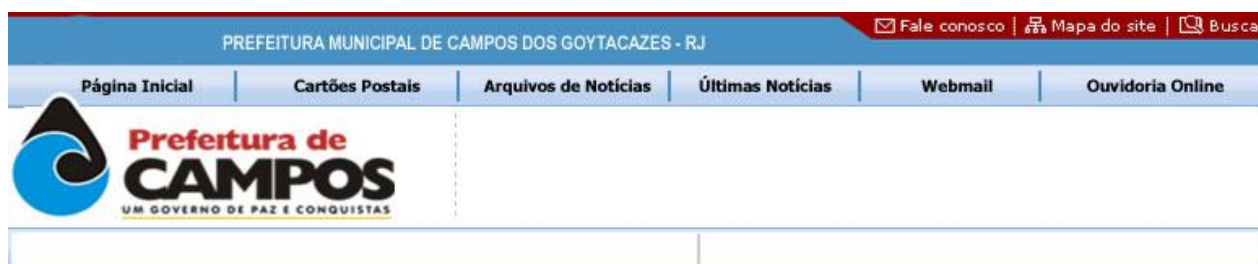 Fale conosco | Mapa do site | Busca
PREFEITURA MUNICIPAL DE CAMPOS DOS GOYTACAZES - RJ
Página Inicial | Cartões Postais | Arquivos de Notícias | Últimas Notícias | Webmail | Ouvidoria Online
Prefeitura de
CAMPOS
UM GOVERNO DE PAZ E CONQUISTAS